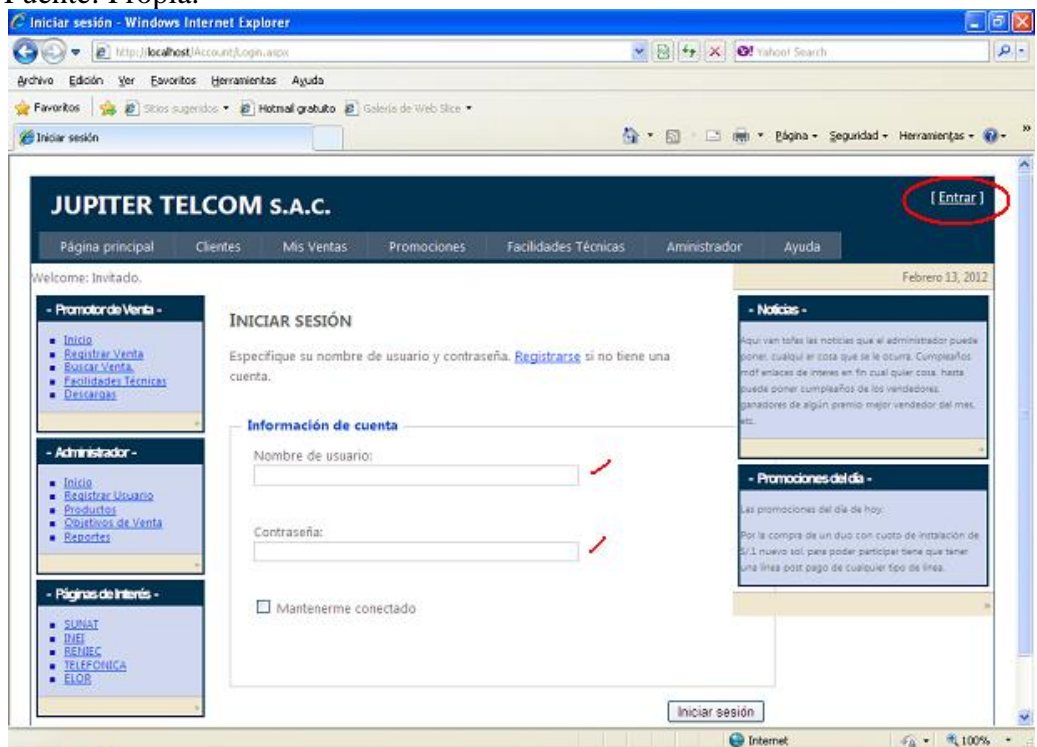 Fuente: Propia.
Iniciar sesión - Windows Internet Explorer
http://localhost/Account/Login.aspx
Yahoo! Search
Archivo Edición Ver Favoritos Herramientas Ayuda
Favoritos Sitios sugeridos Hotmail gratuito Galería de Web Slice
Iniciar sesión
Página Seguridad Herramientas
JUPITER TELCOM S.A.C.
[ Entrar ]
Página principal Clientes Mis Ventas Promociones Facilidades Técnicas Aministrador Ayuda
Welcome: Invitado.
Febrero 13, 2012
- Promotor de Venta -
Inicio
Registrar Venta
Buscar Venta.
Facilidades Técnicas
Descargas
»
- Administrador -
Inicio
Registrar Usuario
Productos
Objetivos de Venta
Reportes
»
- Páginas de Interés -
SUNAT
INEI
RENIEC
TELEFONICA
ELOR
»
INICIAR SESIÓN
Especifique su nombre de usuario y contraseña. Registrarse si no tiene una
cuenta.
Información de cuenta
Nombre de usuario:
Contraseña:
Mantenerme conectado
Iniciar sesión
- Noticias -
Aqui van todas las noticias que el administrador puede
poner, cualqui er cosa que se le ocurra. Cumpleaños
mdf enlaces de interes en fin cual quier cosa. hasta
puede poner cumpleaños de los vendedores,
ganadores de algún premio mejor vendedor del mes,
etc.
»
- Promociones del día -
Las promociones del día de hoy:
Por la compra de un duo con cuoto de instalación de
S/.1 nuevo sol, para poder participar tiene que tener
una línea post pago de cualquier tipo de línea.
»
Internet
100%